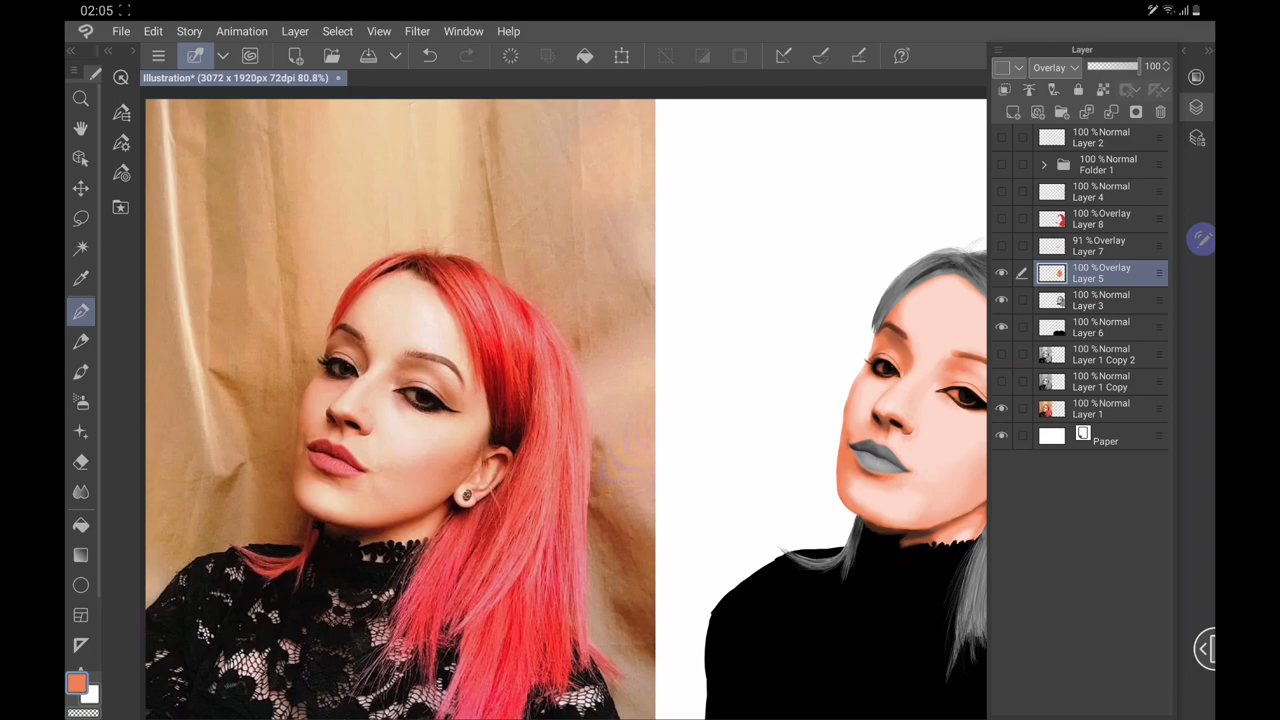 02:05
File Edit Story Animation Layer Select View Filter Window Help
Layer
Overlay 100
Illustration* (3072 x 1920px 72dpi 80.8%)
100 %Normal
Layer 2
100 %Normal
Folder 1
100 %Normal
Layer 4
100 %Overlay
Layer 8
91 %Overlay
Layer 7
100 %Overlay
Layer 5
100 %Normal
Layer 3
100 %Normal
Layer 6
100 %Normal
Layer 1 Copy 2
100 %Normal
Layer 1 Copy
100 %Normal
Layer 1
Paper